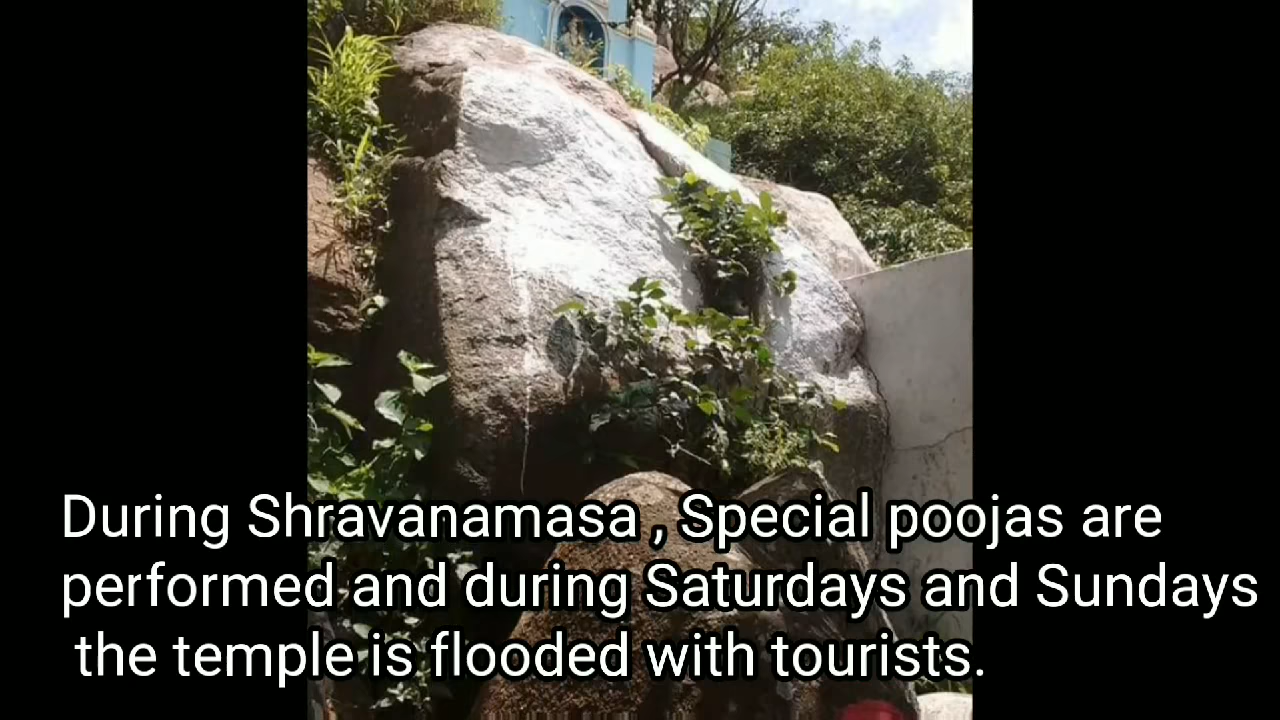 During Shravanamasa , Special poojas are
performed and during Saturdays and Sundays
the temple is flooded with tourists.